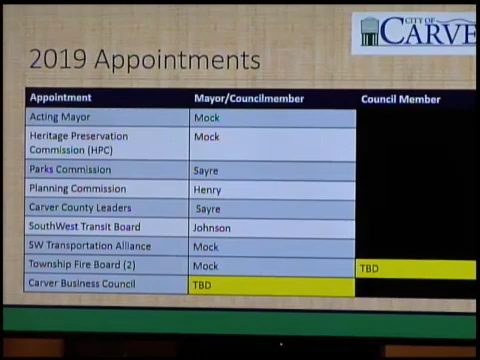 CITY OF
CARVE
2019 Appointments
Appointment Mayor/Councilmember Council Member
Acting Mayor Mock
Heritage Preservation
Commission (HPC) Mock
Parks Commission Sayre
Planning Commission Henry
Carver County Leaders Sayre
SouthWest Transit Board Johnson
SW Transportation Alliance Mock
Township Fire Board (2) Mock TBD
Carver Business Council TBD